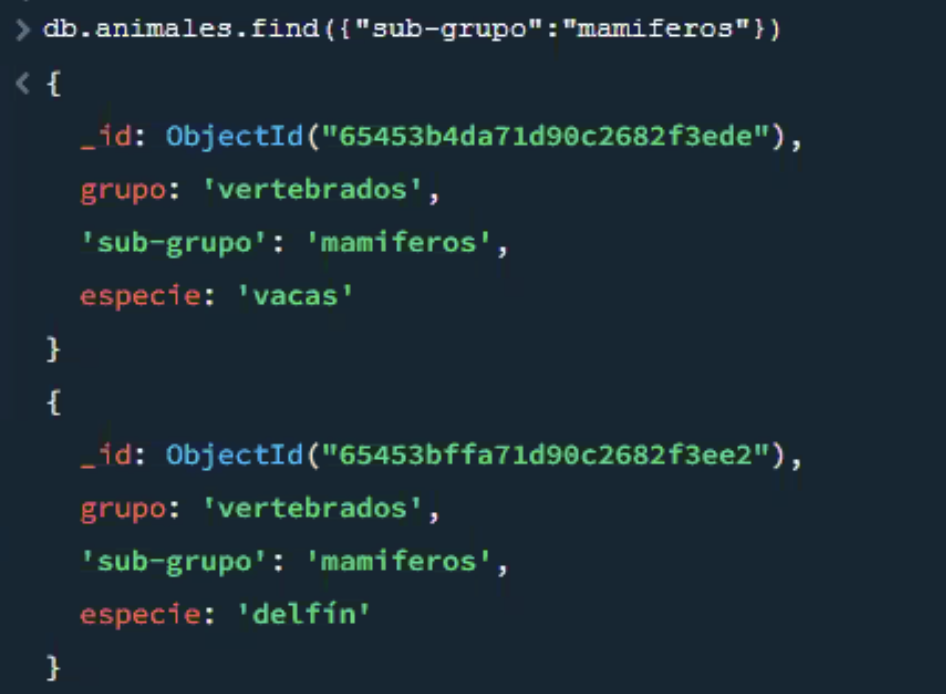 > db.animales.find({"sub-grupo":"mamiferos"})
< {
_id: ObjectId("65453b4da71d90c2682f3ede"),
grupo: 'vertebrados',
'sub-grupo': 'mamiferos',
especie: 'vacas'
}
{
_id: ObjectId("65453bffa71d90c2682f3ee2"),
grupo: 'vertebrados',
'sub-grupo': 'mamiferos',
especie: 'delfín'
}